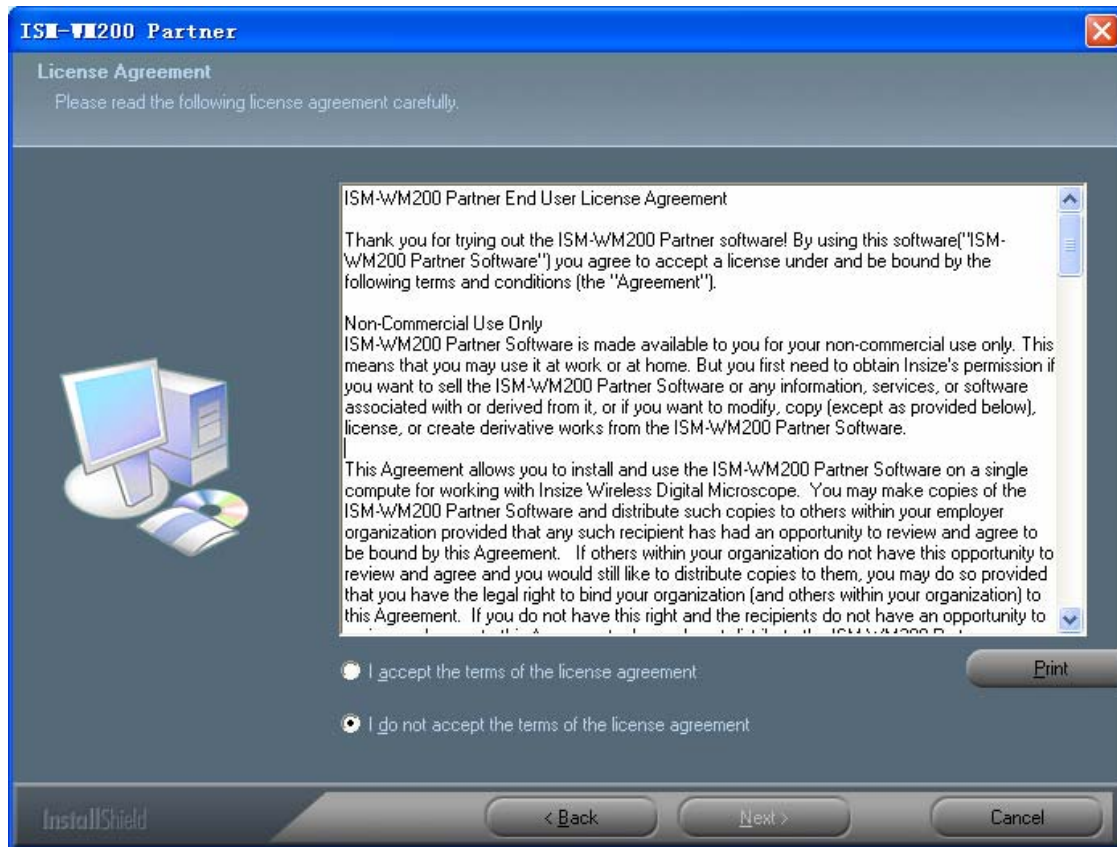 ISM-WM200 Partner
License Agreement
Please read the following license agreement carefully.
ISM-WM200 Partner End User License Agreement
Thank you for trying out the ISM-WM200 Partner software! By using this software("ISM-
WM200 Partner Software") you agree to accept a license under and be bound by the
following terms and conditions (the "Agreement").
Non-Commercial Use Only
ISM-WM200 Partner Software is made available to you for your non-commercial use only. This
means that you may use it at work or at home. But you first need to obtain Insize's permission if
you want to sell the ISM-WM200 Partner Software or any information, services, or software
associated with or derived from it, or if you want to modify, copy (except as provided below),
license, or create derivative works from the ISM-WM200 Partner Software.
This Agreement allows you to install and use the ISM-WM200 Partner Software on a single
compute for working with Insize Wireless Digital Microscope.  You may make copies of the
ISM-WM200 Partner Software and distribute such copies to others within your employer
organization provided that any such recipient has had an opportunity to review and agree to
be bound by this Agreement.   If others within your organization do not have this opportunity to
review and agree and you would still like to distribute copies to them, you may do so provided
that you have the legal right to bind your organization (and others within your organization) to
this Agreement.  If you do not have this right and the recipients do not have an opportunity to
I accept the terms of the license agreement
Print
I do not accept the terms of the license agreement
InstallShield
< Back
Next >
Cancel